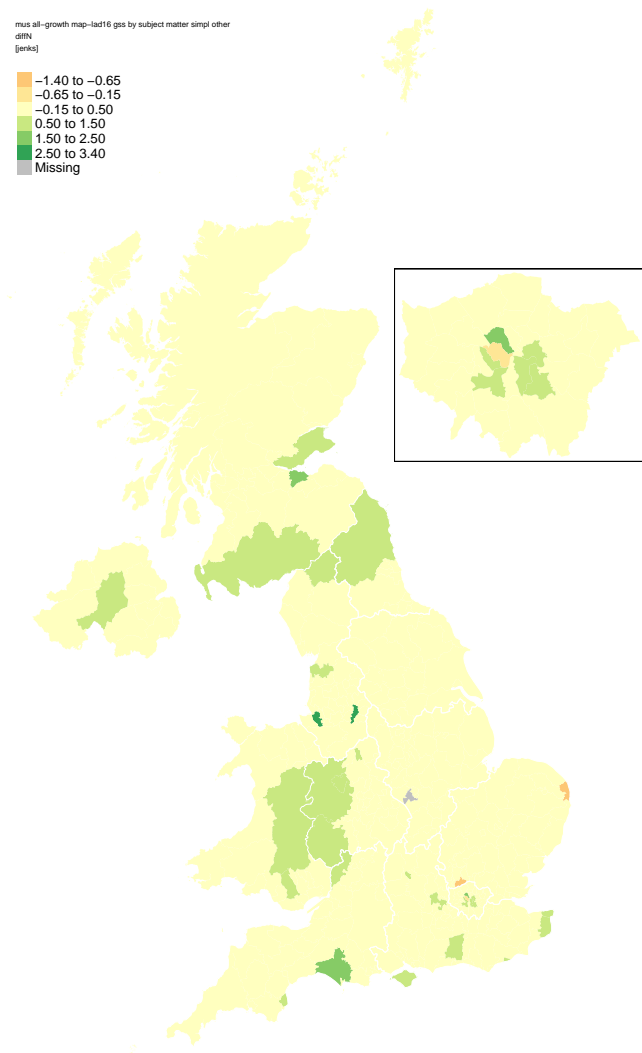 mus all−growth map−lad16 gss by subject matter simpl other
diffN
[jenks]
−1.40 to −0.65
−0.65 to −0.15
−0.15 to 0.50
0.50 to 1.50
1.50 to 2.50
2.50 to 3.40
Missing